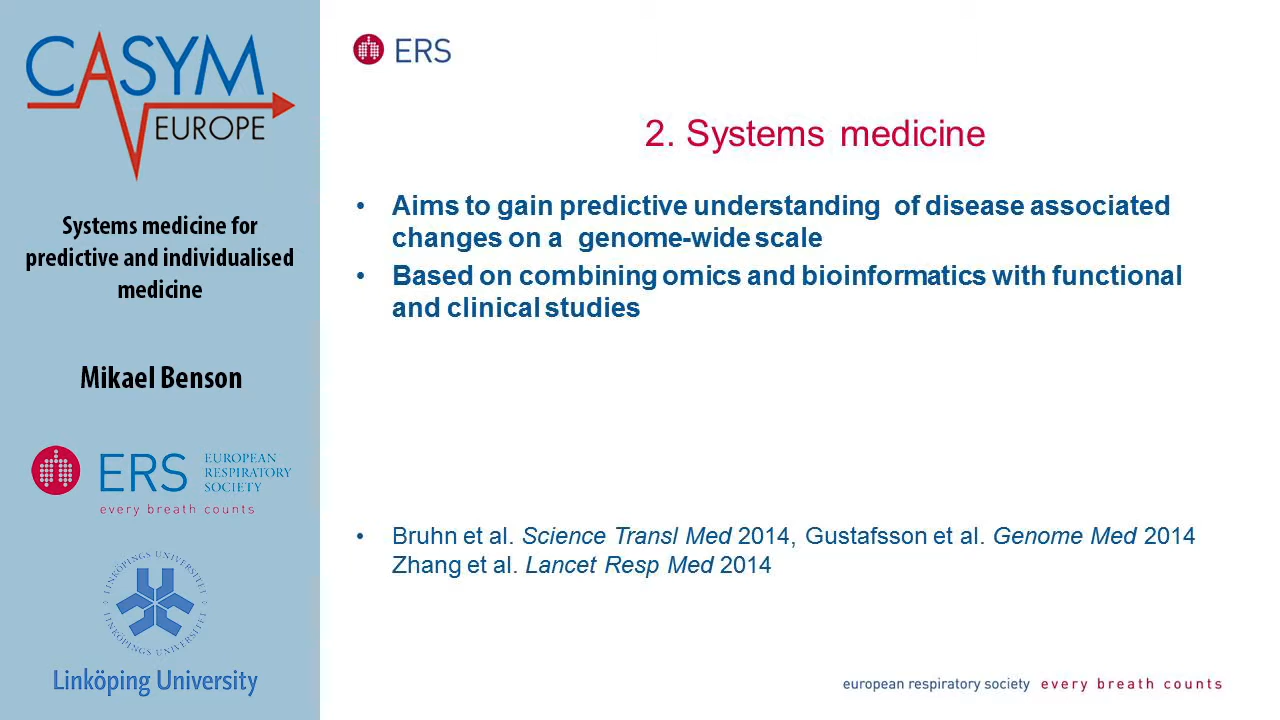 CASYM
EUROPE
Systems medicine for
predictive and individualised
medicine
Mikael Benson
ERS
EUROPEAN
RESPIRATORY
SOCIETY
every breath counts
LINKÖPINGS UNIVERSITET
LINKÖPINGS UNIVERSITET
Linköping University
ERS
2. Systems medicine
• Aims to gain predictive understanding of disease associated
changes on a genome-wide scale
• Based on combining omics and bioinformatics with functional
and clinical studies
• Bruhn et al. Science Transl Med 2014, Gustafsson et al. Genome Med 2014
Zhang et al. Lancet Resp Med 2014
european respiratory society every breath counts